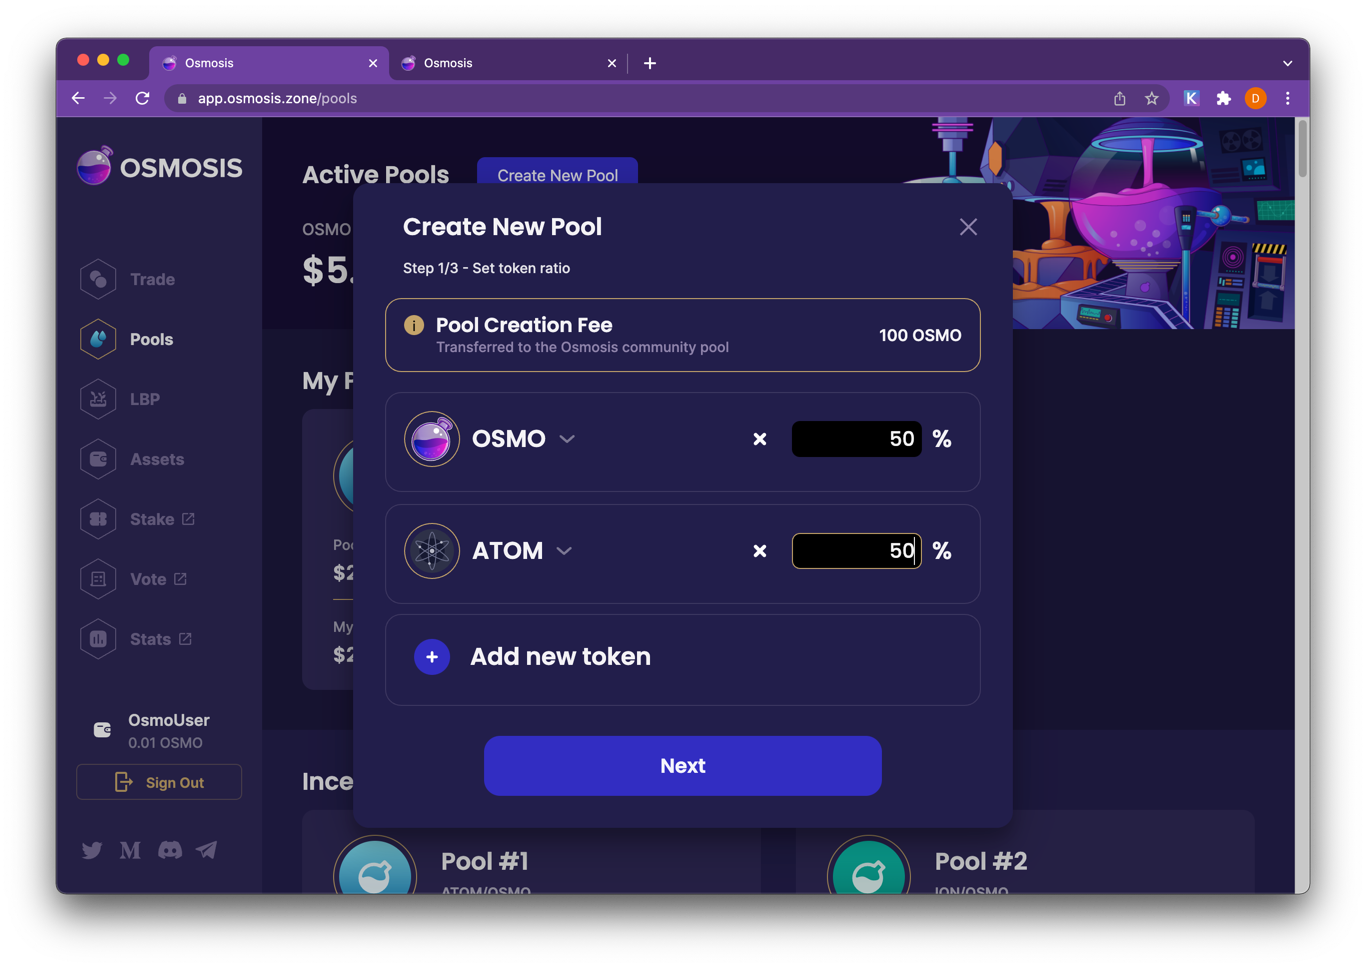 Osmosis
Osmosis
app.osmosis.zone/pools
K
D
OSMOSIS
Trade
Pools
LBP
Assets
Stake
Vote
Stats
OsmoUser
0.01 OSMO
Sign Out
M
Active Pools
Create New Pool
OSMO
$5.
Create New Pool
Step 1/3 - Set token ratio
Pool Creation Fee
Transferred to the Osmosis community pool
100 OSMO
OSMO
50 %
ATOM
50 %
Add new token
Next
My
$2
My
$2
Pool #1
ATOM/OSMO
Pool #2
ION/OSMO